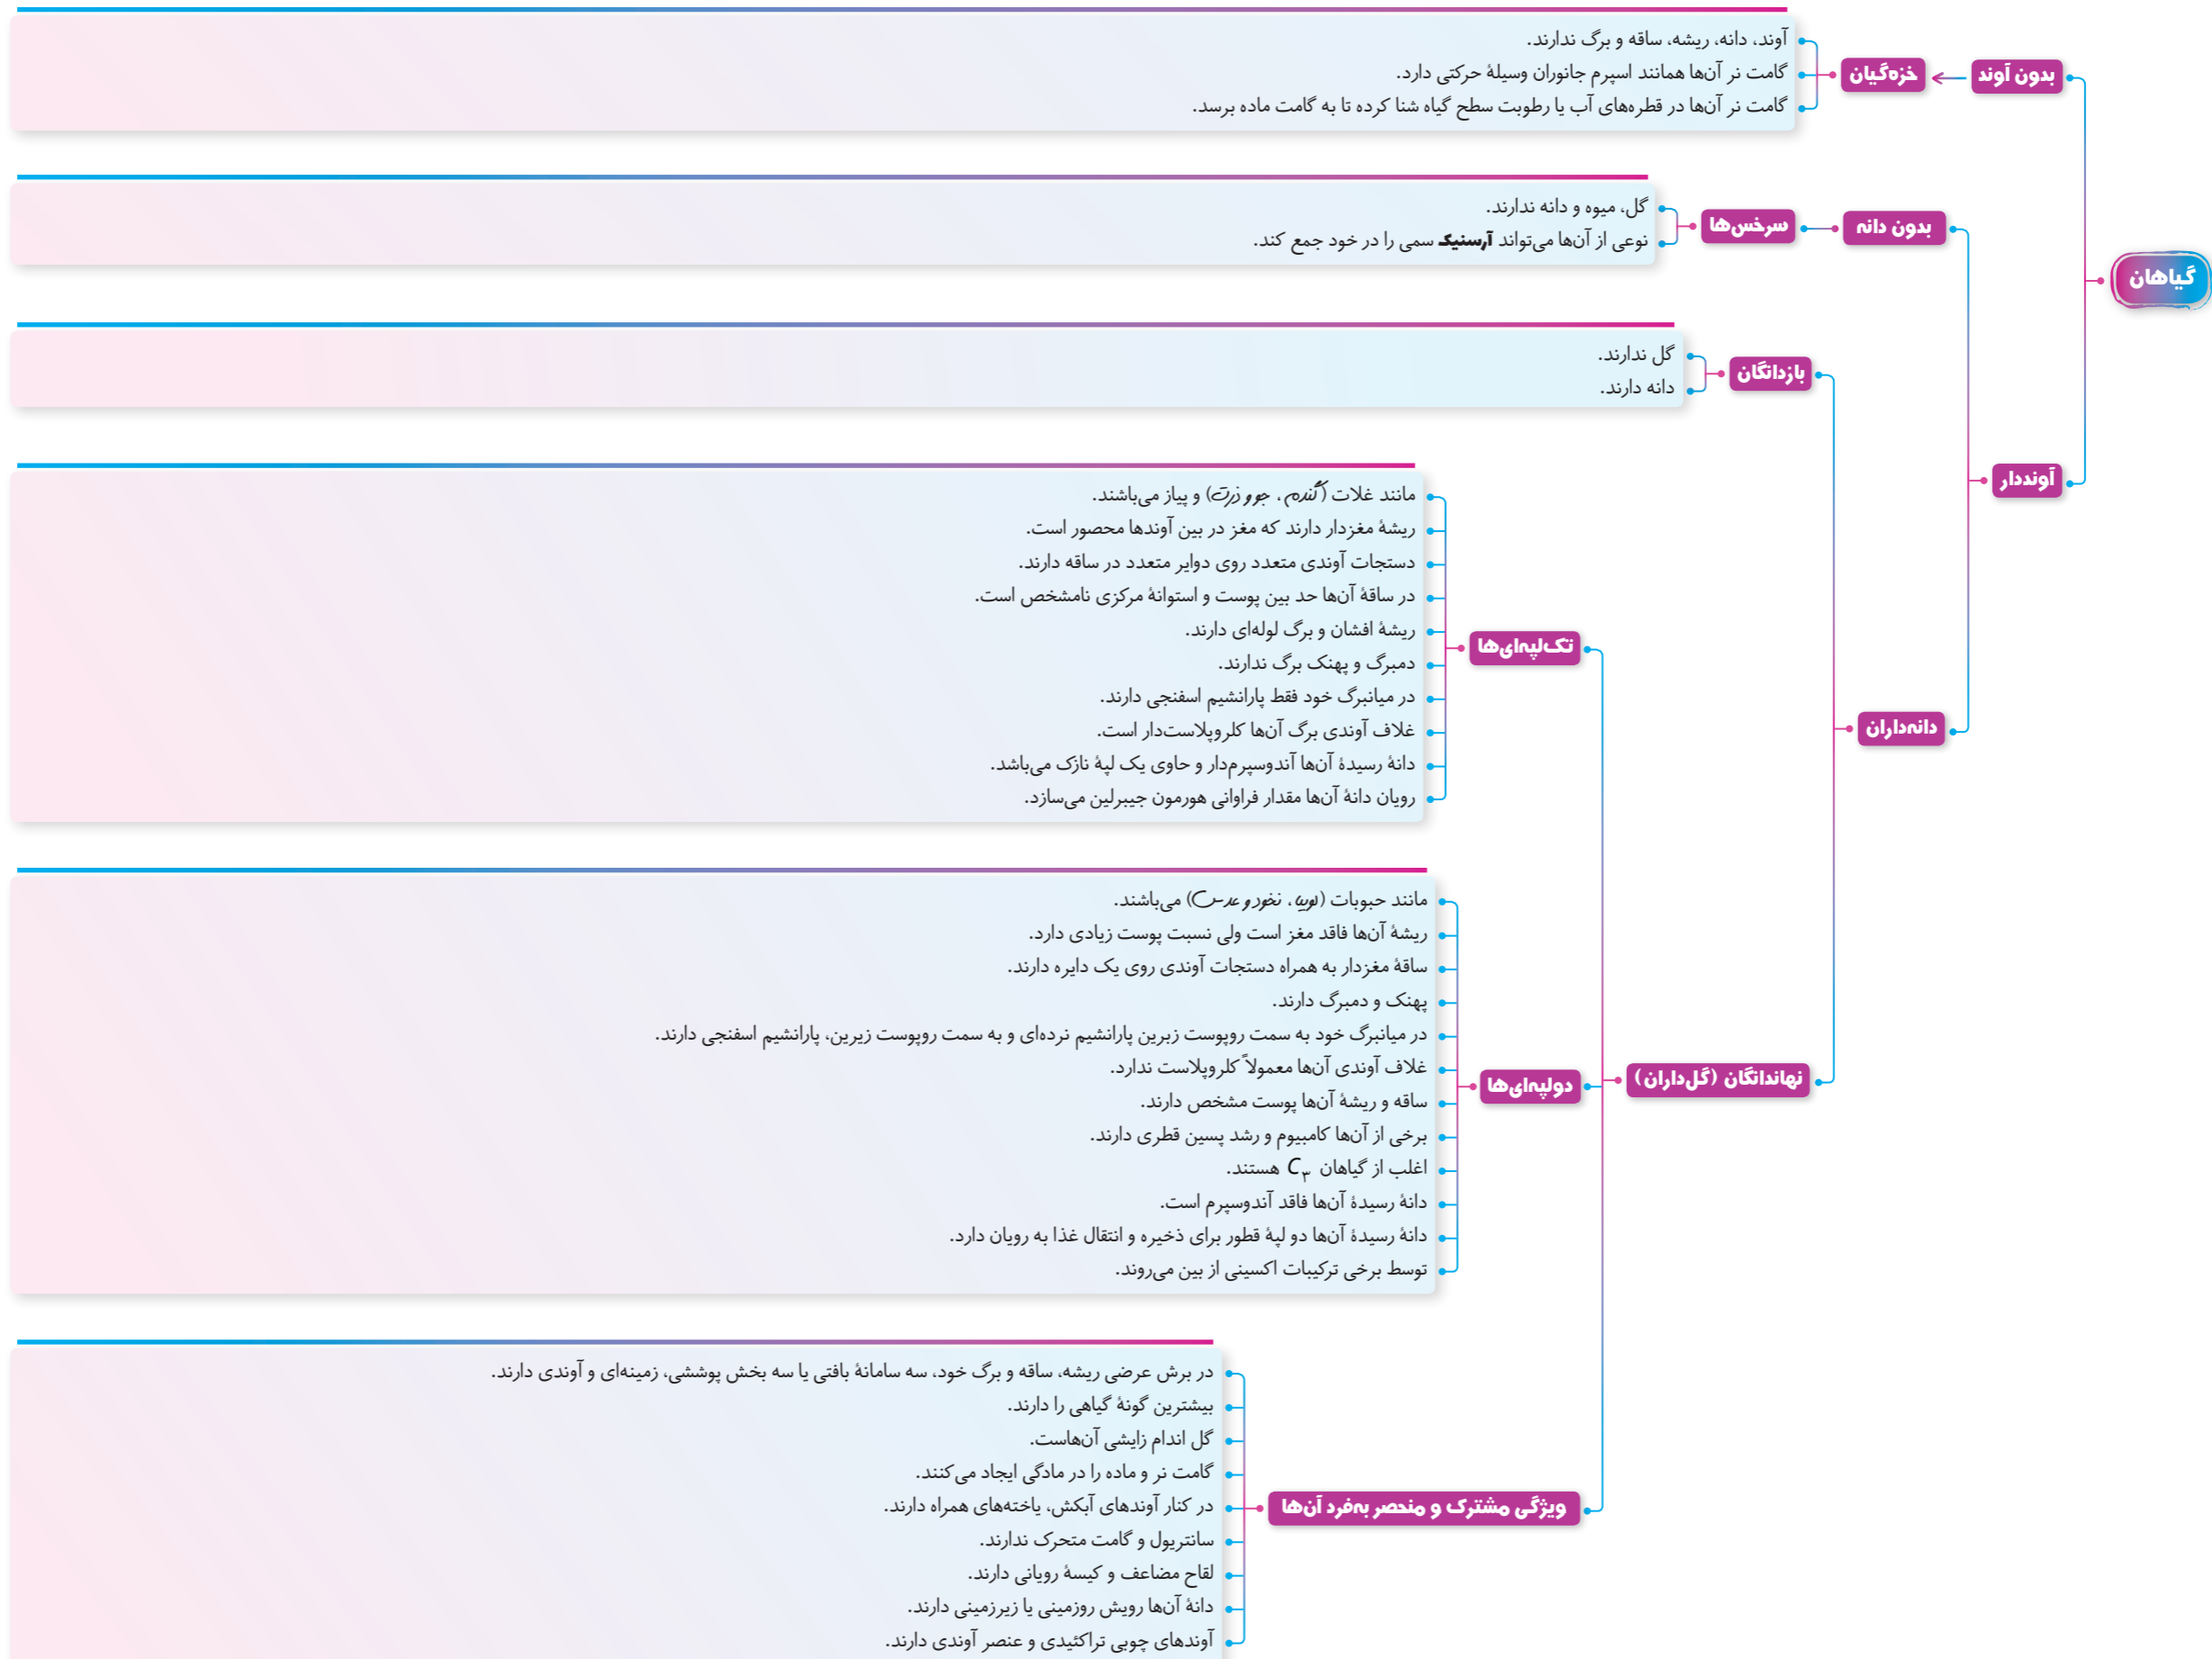 گیاهان
بدون آوند
خزه‌گیان
آوند، دانه، ریشه، ساقه و برگ ندارند.
گامت نر آن‌ها همانند اسپرم جانوران وسیلهٔ حرکتی دارد.
گامت نر آن‌ها در قطره‌های آب یا رطوبت سطح گیاه شنا کرده تا به گامت ماده برسد.
آونددار
بدون دانه
سرخس‌ها
گل، میوه و دانه ندارند.
نوعی از آن‌ها می‌تواند آرسنیک سمی را در خود جمع کند.
دانه‌داران
بازدانگان
گل ندارند.
دانه دارند.
نهاندانگان (گل‌داران)
تک‌لپه‌ای‌ها
مانند غلات (گندم، جو و ذرت) و پیاز می‌باشند.
ریشهٔ مغزدار دارند که مغز در بین آوندها محصور است.
دستجات آوندی متعدد روی دوایر متعدد در ساقه دارند.
در ساقهٔ آن‌ها حد بین پوست و استوانهٔ مرکزی نامشخص است.
ریشهٔ افشان و برگ لوله‌ای دارند.
دمبرگ و پهنک برگ ندارند.
در میانبرگ خود فقط پارانشیم اسفنجی دارند.
غلاف آوندی برگ آن‌ها کلروپلاست‌دار است.
دانهٔ رسیدهٔ آن‌ها آندوسپرم‌دار و حاوی یک لپهٔ نازک می‌باشد.
رویان دانهٔ آن‌ها مقدار فراوانی هورمون جیبرلین می‌سازد.
دولپه‌ای‌ها
مانند حبوبات (لوبیا، نخود و عدس) می‌باشند.
ریشهٔ آن‌ها فاقد مغز است ولی نسبت پوست زیادی دارد.
ساقهٔ مغزدار به همراه دستجات آوندی روی یک دایره دارند.
پهنک و دمبرگ دارند.
در میانبرگ خود به سمت روپوست زبرین پارانشیم نرده‌ای و به سمت روپوست زیرین، پارانشیم اسفنجی دارند.
غلاف آوندی آن‌ها معمولاً کلروپلاست ندارد.
ساقه و ریشهٔ آن‌ها پوست مشخص دارند.
برخی از آن‌ها کامبیوم و رشد پسین قطری دارند.
اغلب از گیاهان C۳ هستند.
دانهٔ رسیدهٔ آن‌ها فاقد آندوسپرم است.
دانهٔ رسیدهٔ آن‌ها دو لپهٔ قطور برای ذخیره و انتقال غذا به رویان دارد.
توسط برخی ترکیبات اکسینی از بین می‌روند.
ویژگی مشترک و منحصر به‌فرد آن‌ها
در برش عرضی ریشه، ساقه و برگ خود، سه سامانهٔ بافتی یا سه بخش پوششی، زمینه‌ای و آوندی دارند.
بیشترین گونهٔ گیاهی را دارند.
گل اندام زایشی آن‌هاست.
گامت نر و ماده را در مادگی ایجاد می‌کنند.
در کنار آوندهای آبکش، یاخته‌های همراه دارند.
سانتریول و گامت متحرک ندارند.
لقاح مضاعف و کیسهٔ رویانی دارند.
دانهٔ آن‌ها رویش روزمینی یا زیرزمینی دارند.
آوندهای چوبی تراکئیدی و عنصر آوندی دارند.